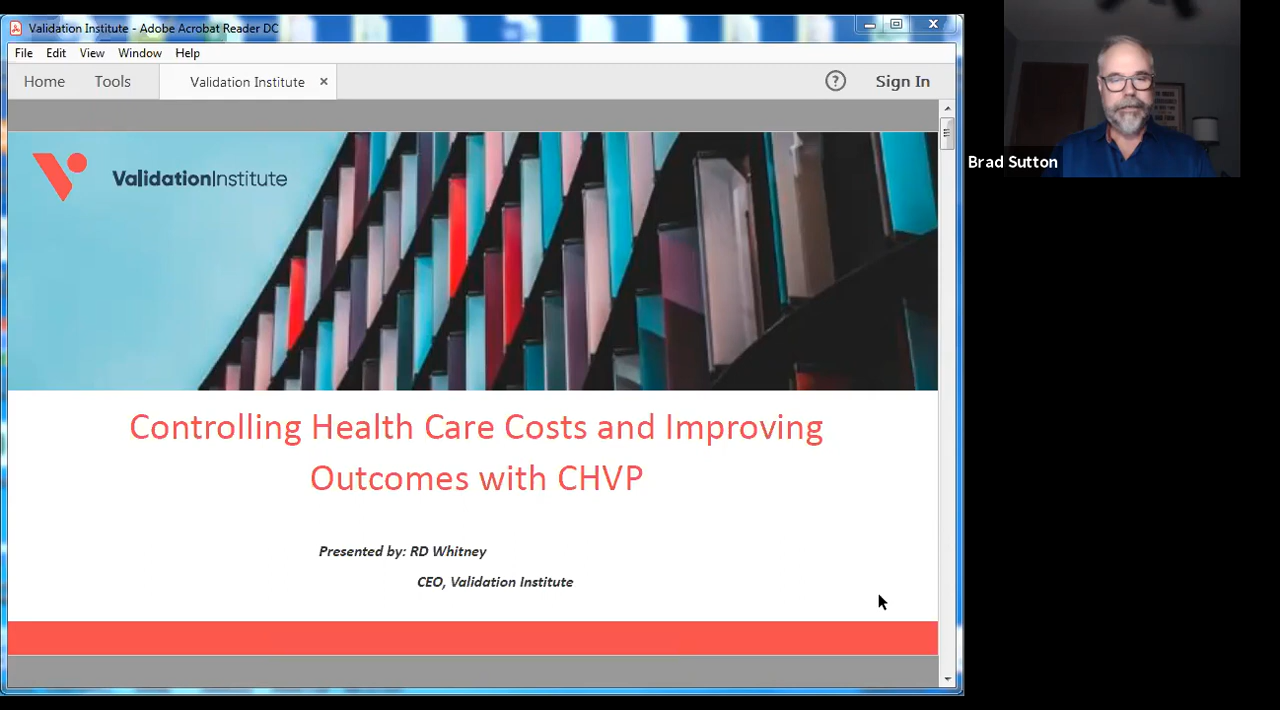 Validation Institute - Adobe Acrobat Reader DC
File Edit View Window Help
Home Tools Validation Institute × ? Sign In
ValidationInstitute
Brad Sutton
Controlling Health Care Costs and Improving
Outcomes with CHVP
Presented by: RD Whitney
CEO, Validation Institute